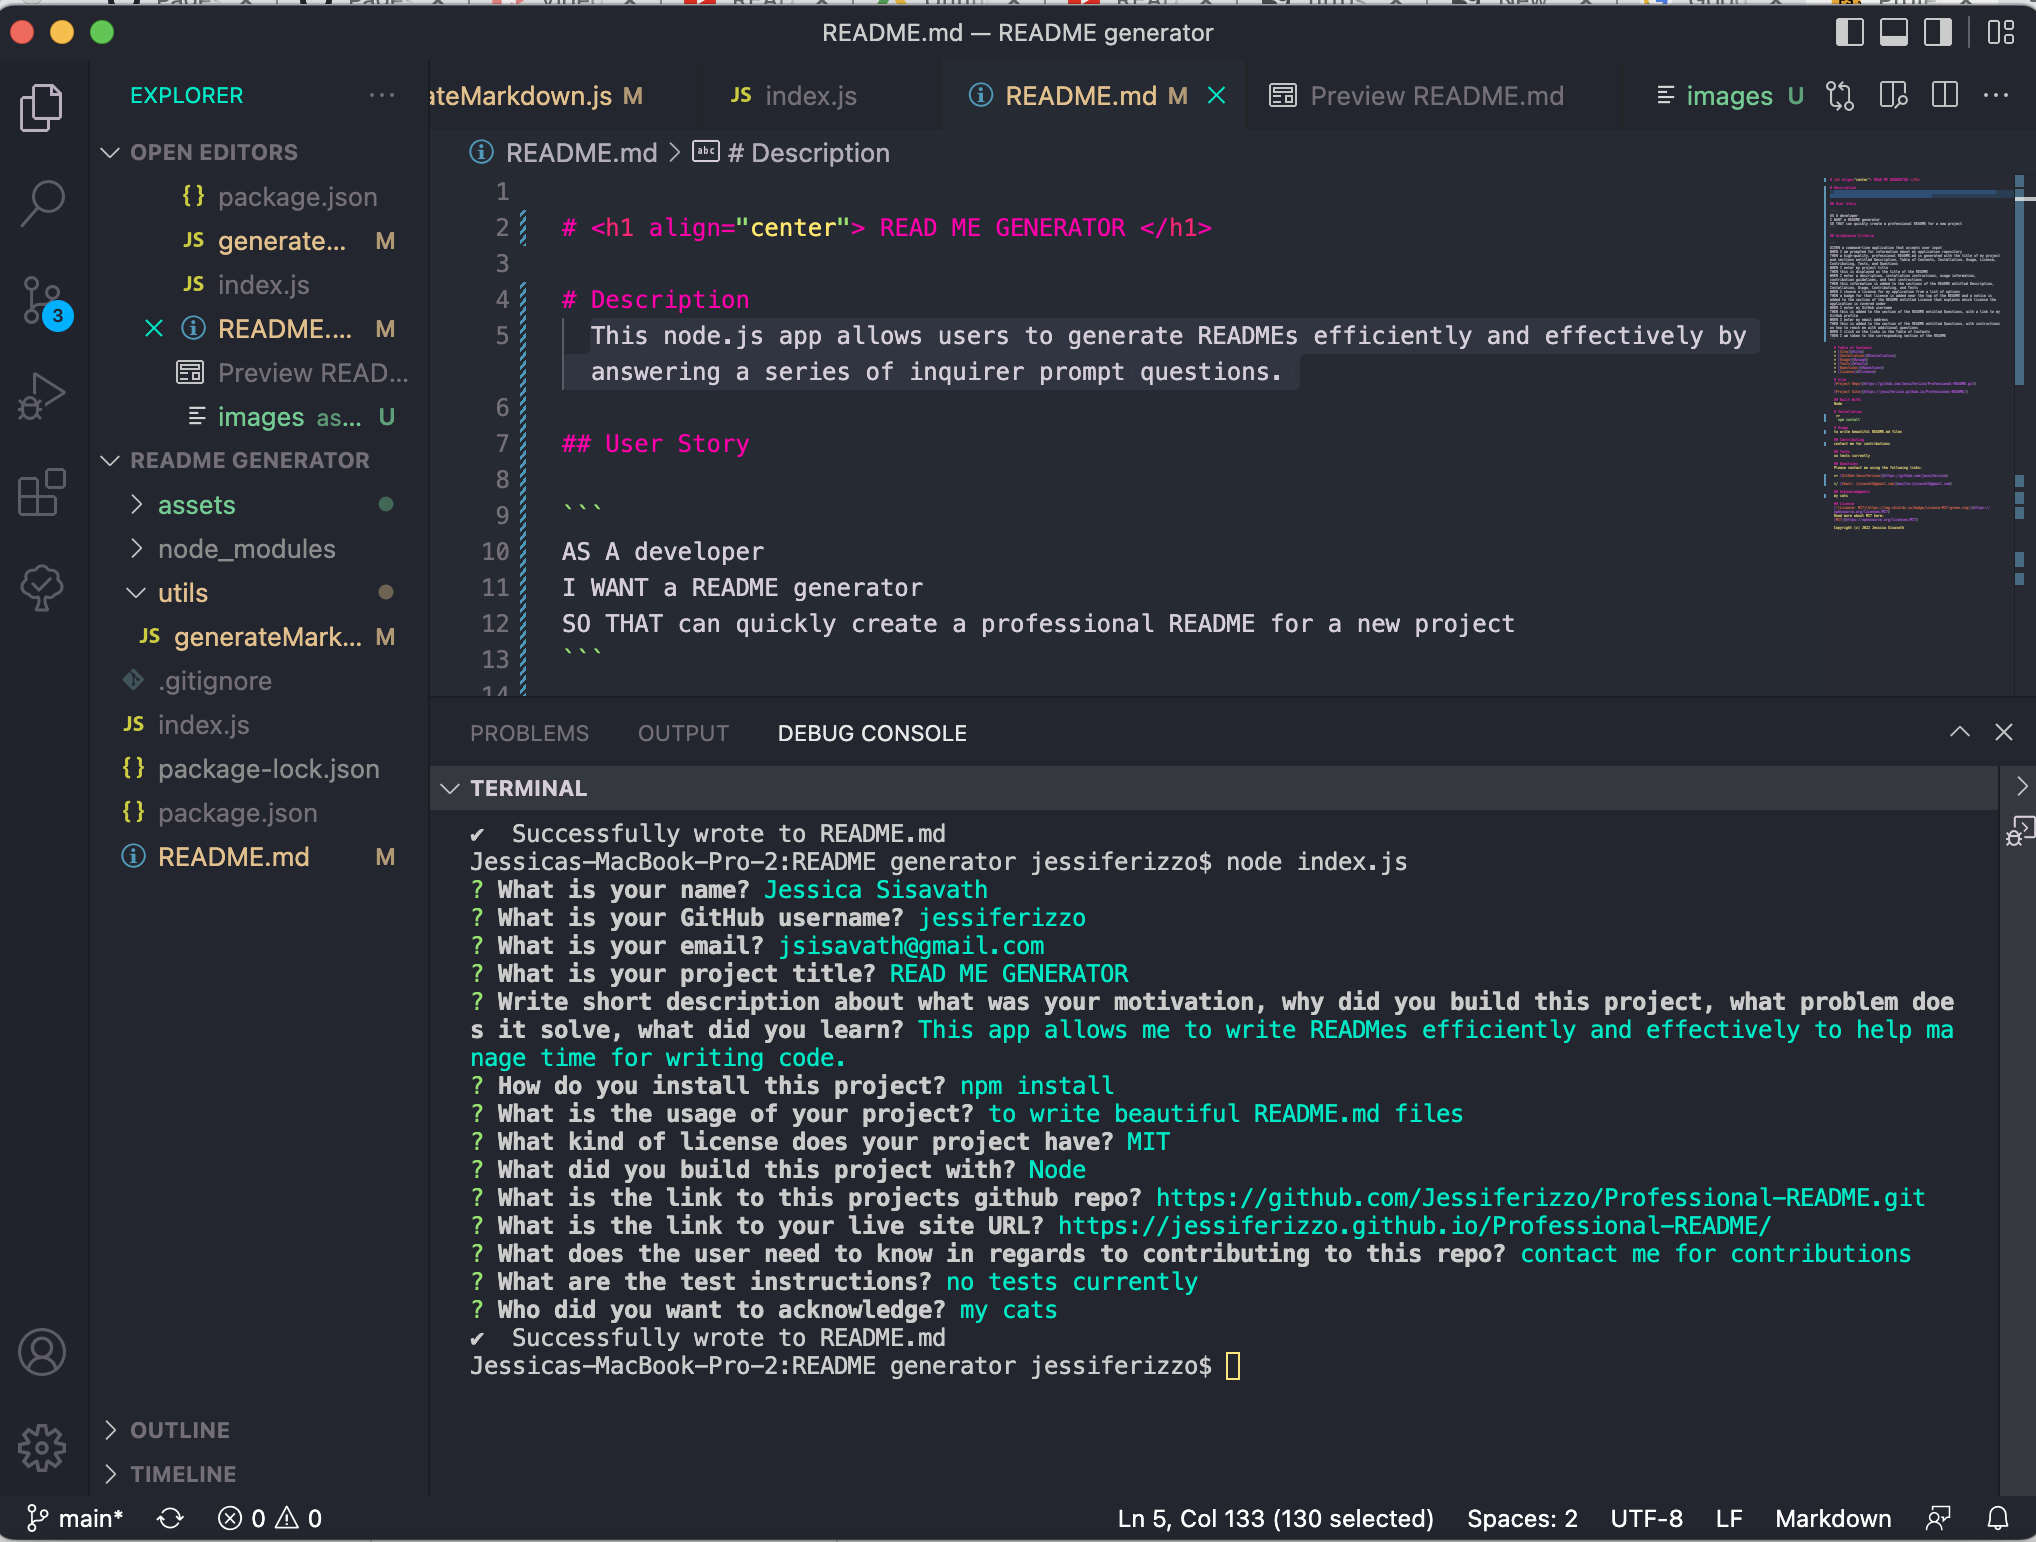 README.md — README generator
EXPLORER
OPEN EDITORS
package.json
JS generate... M
JS index.js
README.... M
Preview READ...
images as... U
README GENERATOR
assets
node_modules
utils
JS generateMark... M
.gitignore
JS index.js
{} package-lock.json
{} package.json
README.md M
OUTLINE
TIMELINE
3
ateMarkdown.js M
JS index.js
README.md M
Preview README.md
images U
README.md > # Description
1
2 # <h1 align="center"> READ ME GENERATOR </h1>
3
4 # Description
5 This node.js app allows users to generate READMEs efficiently and effectively by
answering a series of inquirer prompt questions.
6
7 ## User Story
8
9 ```
10 AS A developer
11 I WANT a README generator
12 SO THAT can quickly create a professional README for a new project
13 ```
14
PROBLEMS OUTPUT DEBUG CONSOLE
TERMINAL
✔ Successfully wrote to README.md
Jessicas-MacBook-Pro-2:README generator jessiferizzo$ node index.js
? What is your name? Jessica Sisavath
? What is your GitHub username? jessiferizzo
? What is your email? jsisavath@gmail.com
? What is your project title? READ ME GENERATOR
? Write short description about what was your motivation, why did you build this project, what problem doe
s it solve, what did you learn? This app allows me to write READMes efficiently and effectively to help ma
nage time for writing code.
? How do you install this project? npm install
? What is the usage of your project? to write beautiful README.md files
? What kind of license does your project have? MIT
? What did you build this project with? Node
? What is the link to this projects github repo? https://github.com/Jessiferizzo/Professional-README.git
? What is the link to your live site URL? https://jessiferizzo.github.io/Professional-README/
? What does the user need to know in regards to contributing to this repo? contact me for contributions
? What are the test instructions? no tests currently
? Who did you want to acknowledge? my cats
✔ Successfully wrote to README.md
Jessicas-MacBook-Pro-2:README generator jessiferizzo$
main* 0 0
Ln 5, Col 133 (130 selected) Spaces: 2 UTF-8 LF Markdown